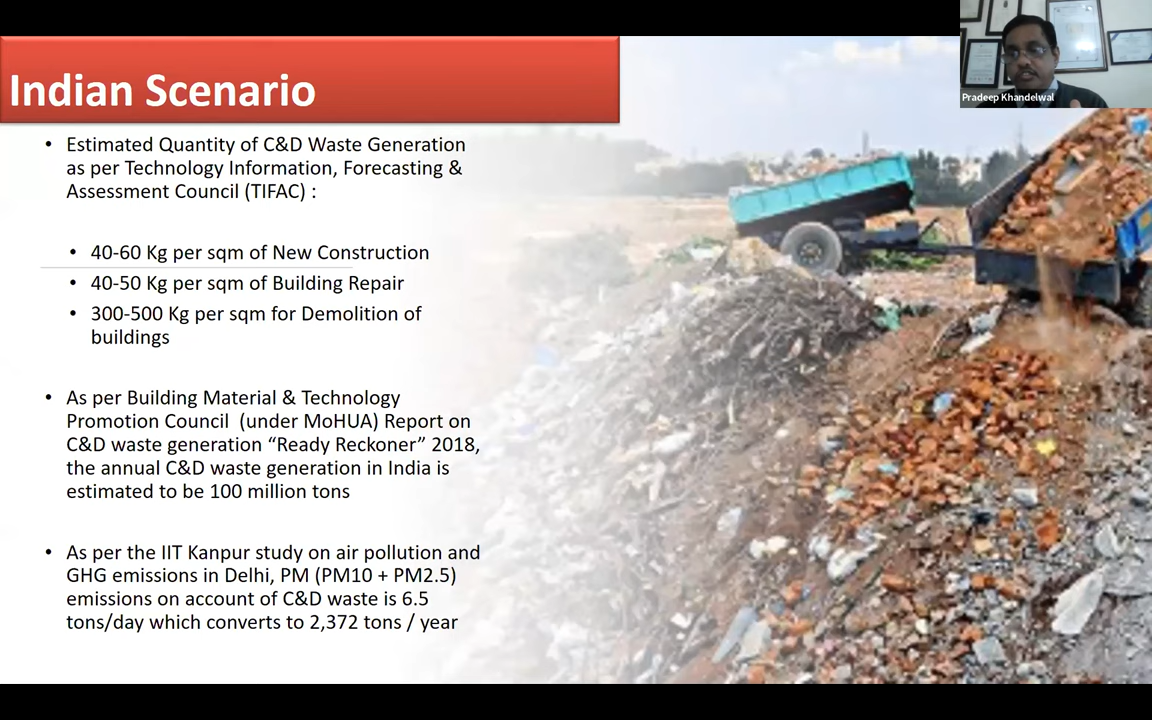 Indian Scenario
Pradeep Khandelwal
• Estimated Quantity of C&D Waste Generation
as per Technology Information, Forecasting &
Assessment Council (TIFAC) :
• 40-60 Kg per sqm of New Construction
• 40-50 Kg per sqm of Building Repair
• 300-500 Kg per sqm for Demolition of
buildings
• As per Building Material & Technology
Promotion Council (under MoHUA) Report on
C&D waste generation “Ready Reckoner” 2018,
the annual C&D waste generation in India is
estimated to be 100 million tons
• As per the IIT Kanpur study on air pollution and
GHG emissions in Delhi, PM (PM10 + PM2.5)
emissions on account of C&D waste is 6.5
tons/day which converts to 2,372 tons / year